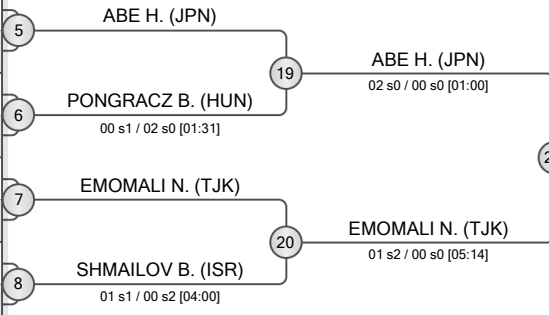 ABE H. (JPN)
5
19
ABE H. (JPN)
02 s0 / 00 s0 [01:00]
PONGRACZ B. (HUN)
6
00 s1 / 02 s0 [01:31]
EMOMALI N. (TJK)
7
20
EMOMALI N. (TJK)
01 s2 / 00 s0 [05:14]
SHMAILOV B. (ISR)
8
01 s1 / 00 s2 [04:00]